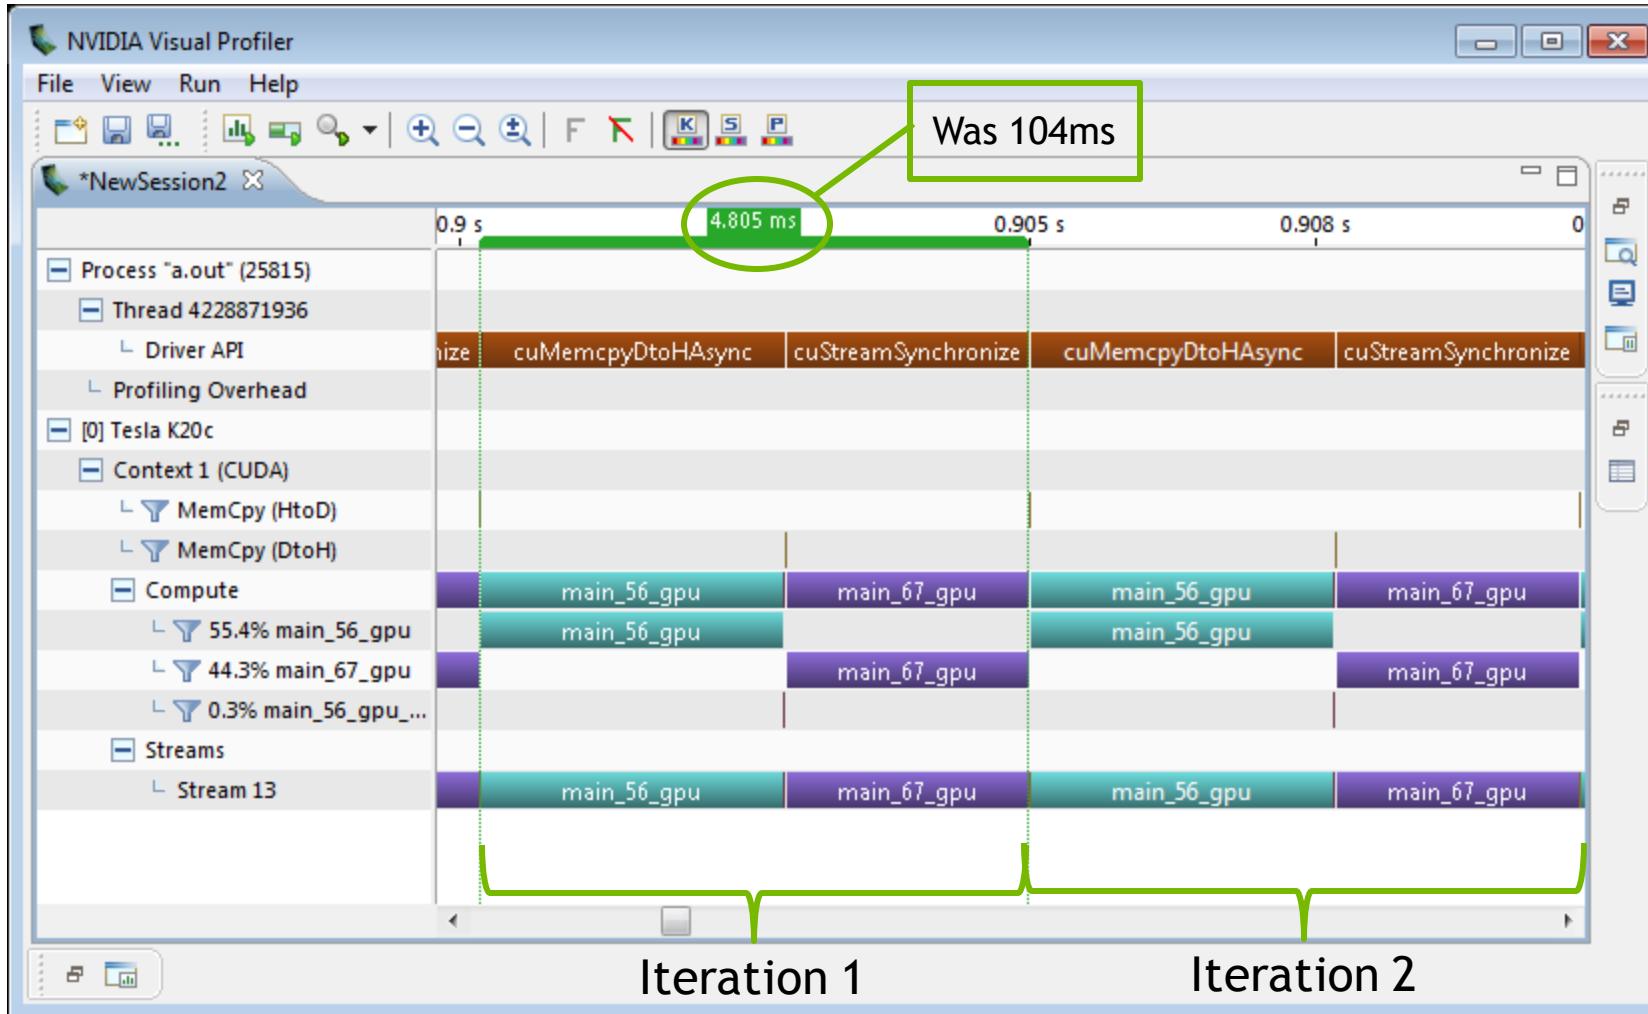 NVIDIA Visual Profiler
File View Run Help
Was 104ms
F K S P
*NewSession2
0.9 s 4.805 ms 0.905 s 0.908 s 0
Process "a.out" (25815)
Thread 4228871936
Driver API nize cuMemcpyDtoHAsync cuStreamSynchronize cuMemcpyDtoHAsync cuStreamSynchronize
Profiling Overhead
[0] Tesla K20c
Context 1 (CUDA)
MemCpy (HtoD)
MemCpy (DtoH)
Compute main_56_gpu main_67_gpu main_56_gpu main_67_gpu
55.4% main_56_gpu main_56_gpu main_56_gpu
44.3% main_67_gpu main_67_gpu main_67_gpu
0.3% main_56_gpu_...
Streams
Stream 13 main_56_gpu main_67_gpu main_56_gpu main_67_gpu
Iteration 1 Iteration 2